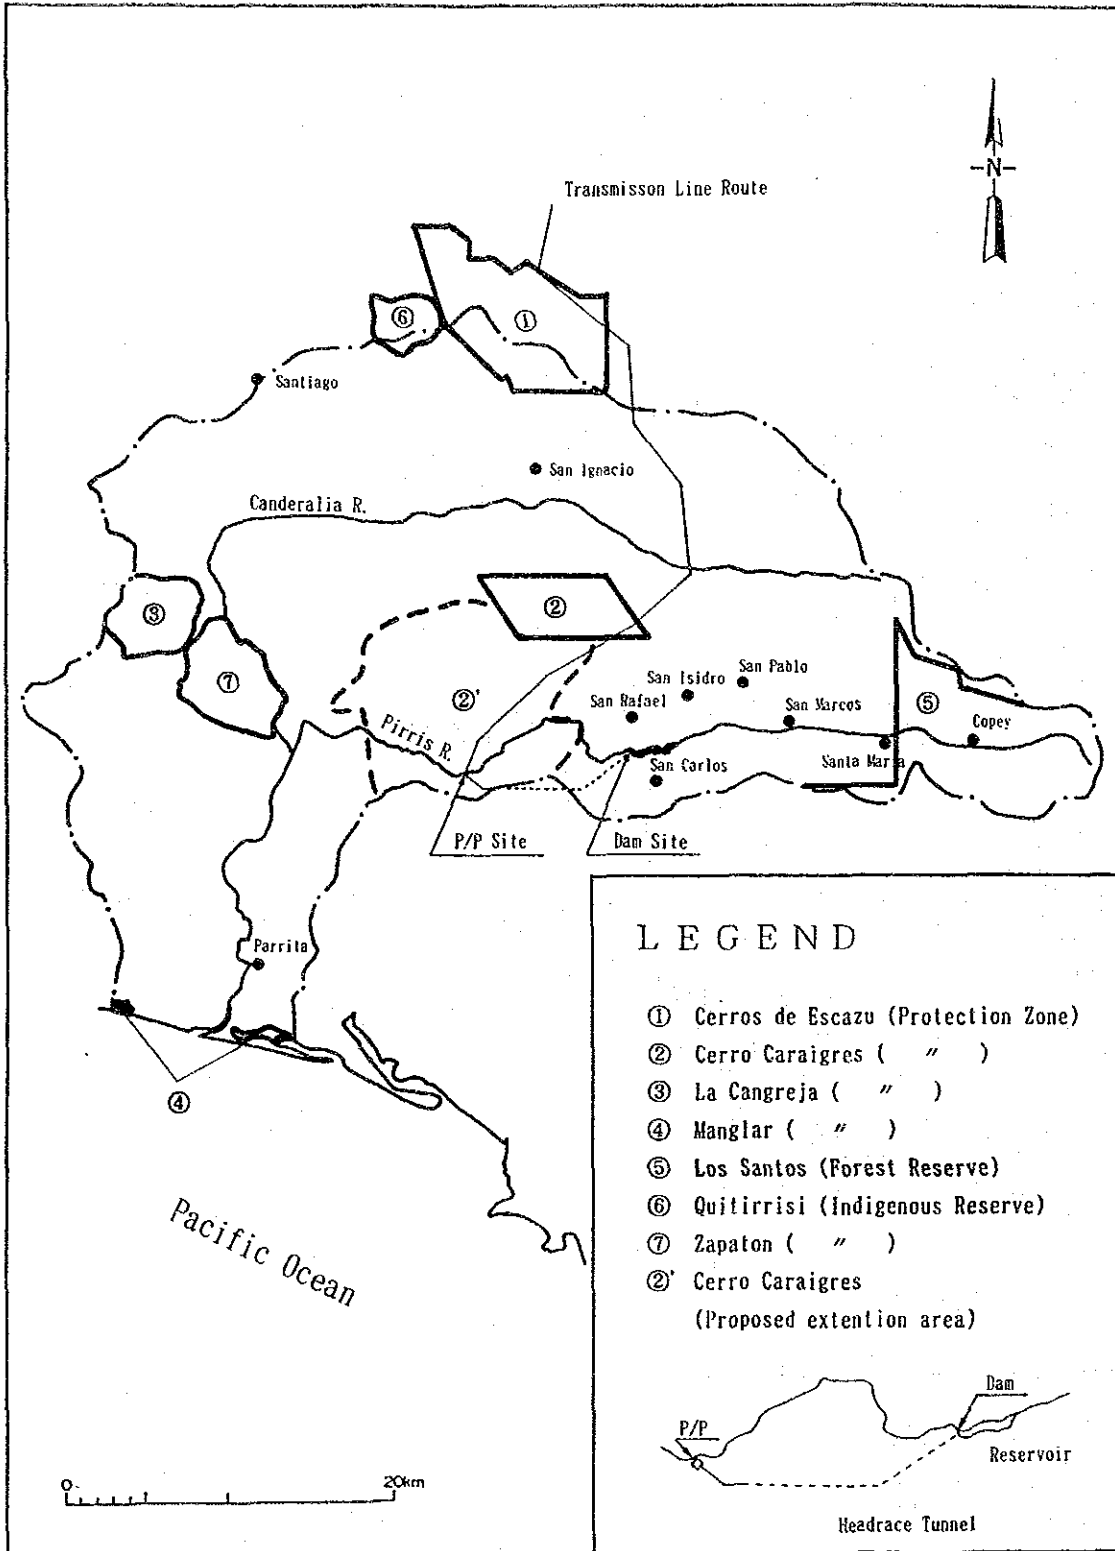 Transmisson Line Route
N
⑥
①
Santiago
San Ignacio
Canderalia R.
②
③
⑦
②'
San Pablo
San Isidro
San Rafael
San Marcos
⑤
Copey
Pirris R.
San Carlos
Santa Maria
P/P Site
Dam Site
Parrita
④
Pacific Ocean
0 20km
LEGEND
① Cerros de Escazu (Protection Zone)
② Cerro Caraigres ( 〃 )
③ La Cangreja ( 〃 )
④ Manglar ( 〃 )
⑤ Los Santos (Forest Reserve)
⑥ Quitirrisi (Indigenous Reserve)
⑦ Zapaton ( 〃 )
②' Cerro Caraigres
(Proposed extention area)
Dam
P/P
Reservoir
Headrace Tunnel